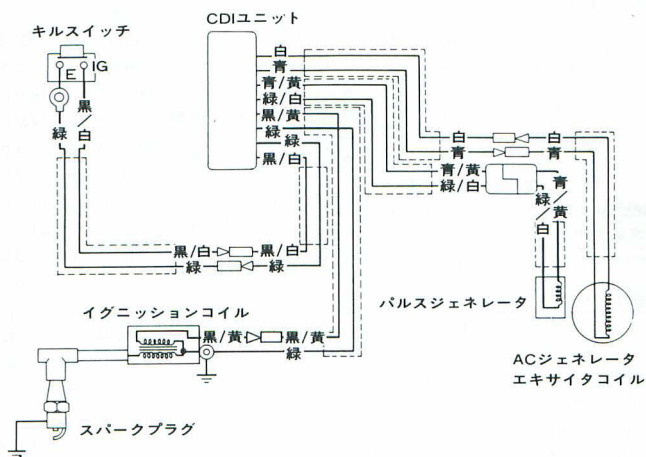 CDIユニット
キルスイッチ
E
IG
黒/白
緑
白
青
青/黄
緑/白
黒/黄
緑
緑
黒/白
白
白
青
青
青/黄
緑/白
青/黄
緑/白
黒/白
黒/白
緑
緑
パルスジェネレータ
ACジェネレータ
エキサイタコイル
イグニッションコイル
黒/黄
黒/黄
緑
スパークプラグ